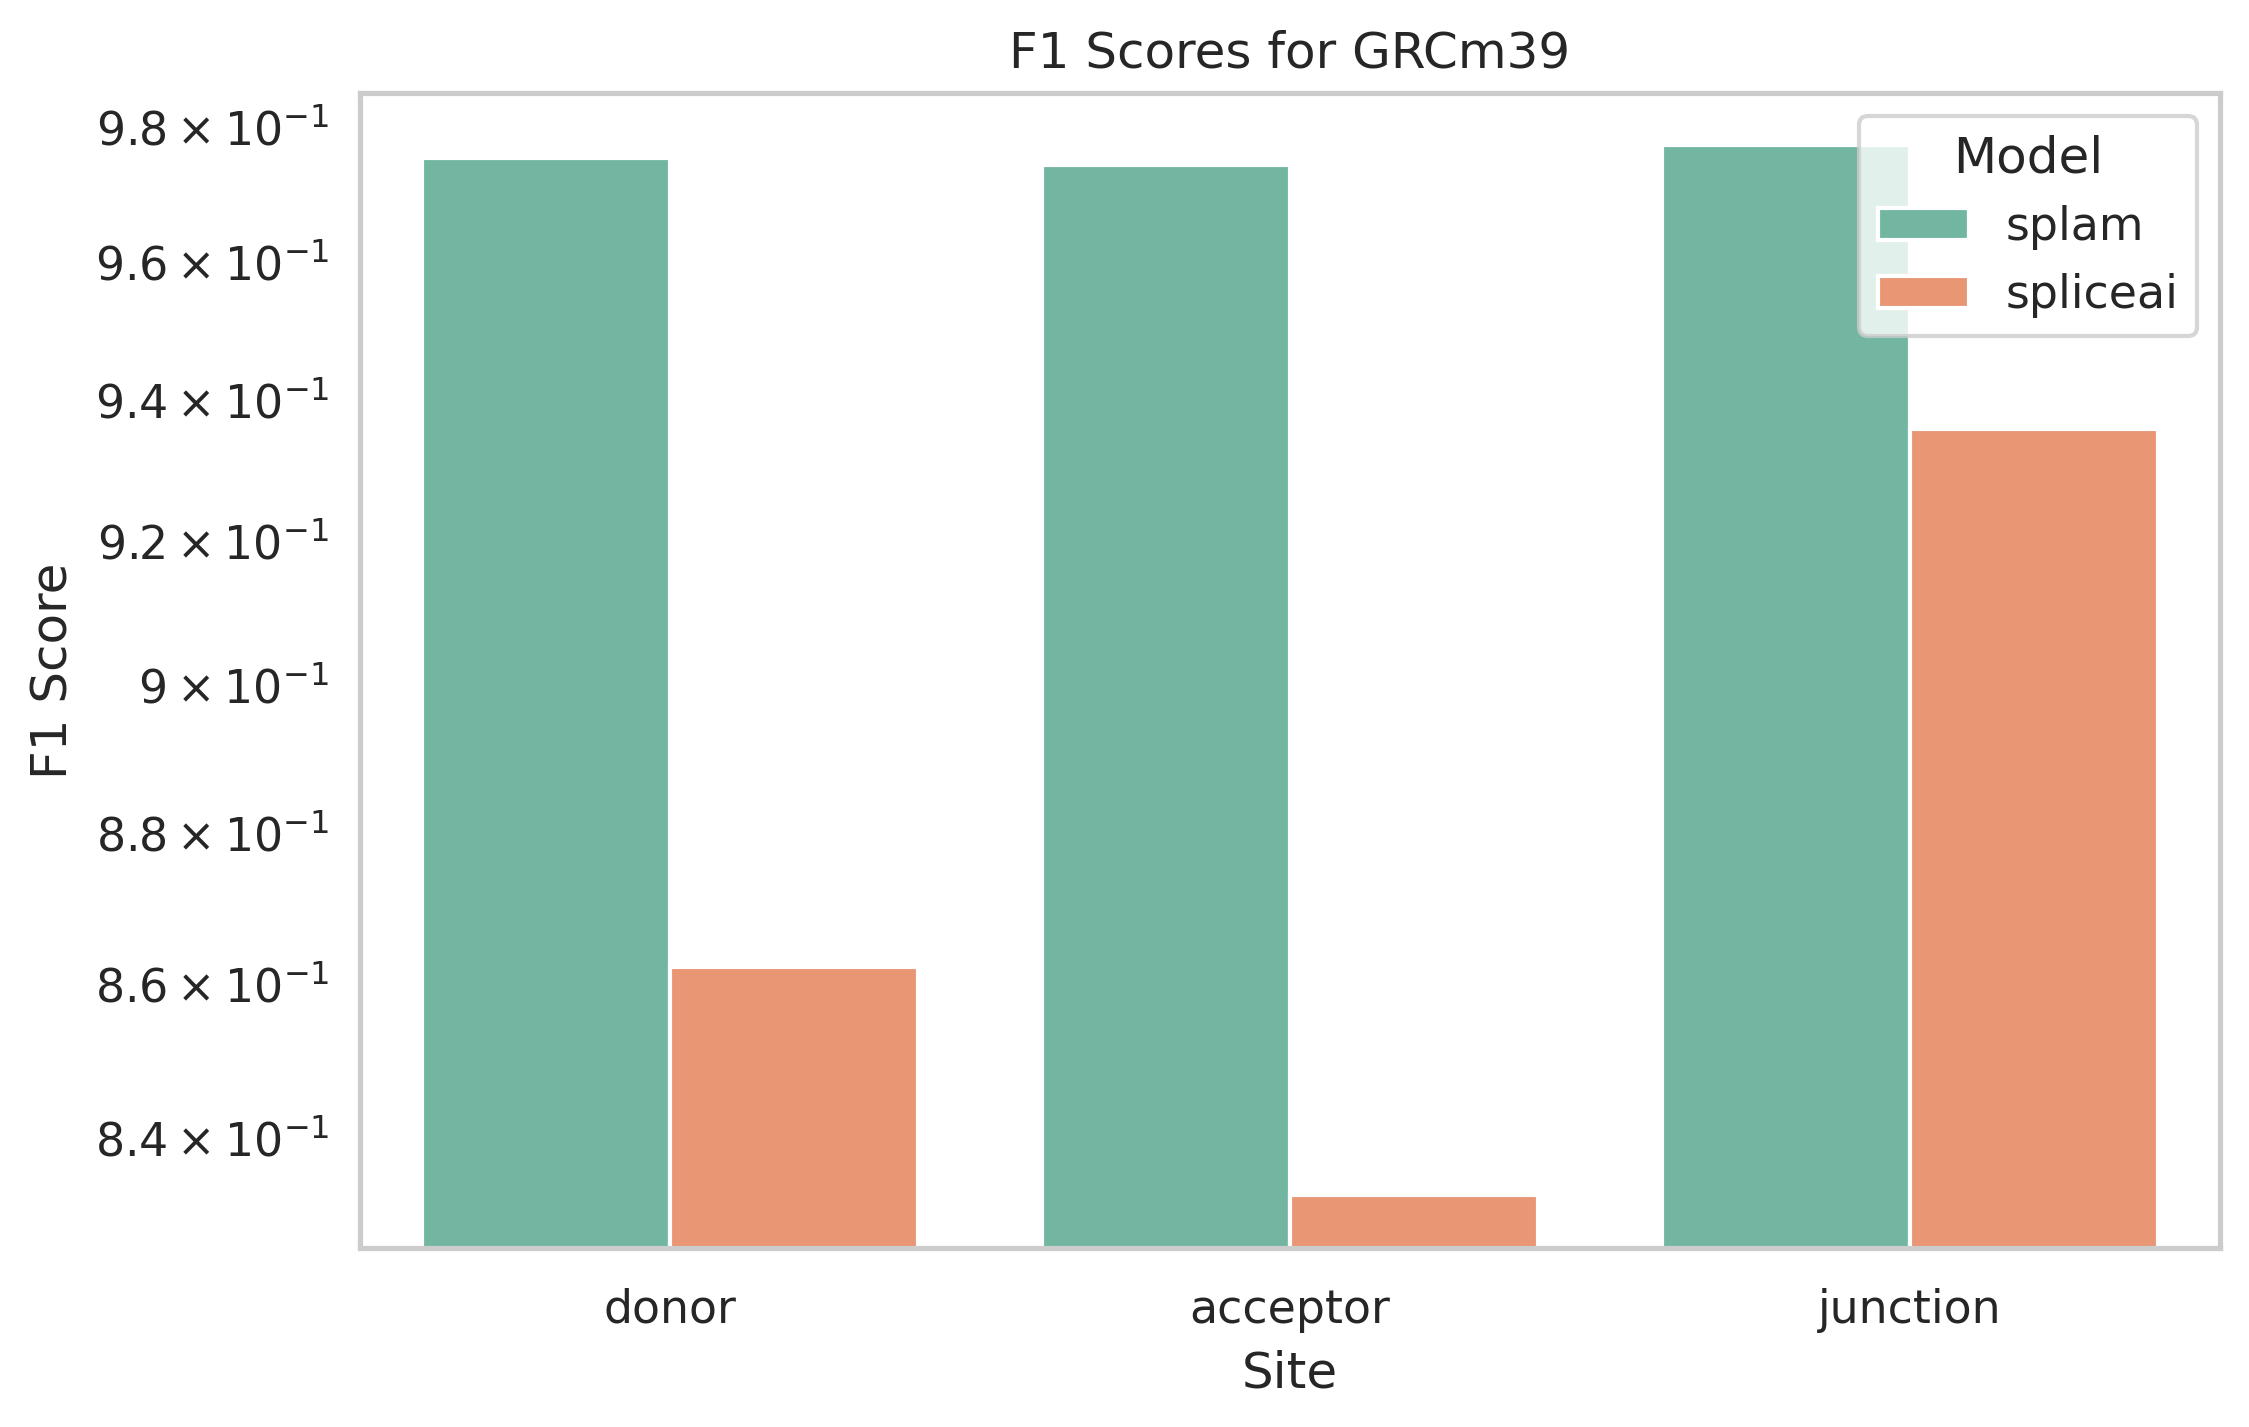 F1 Scores for GRCm39
F1 Score
9.8 × 10⁻¹
9.6 × 10⁻¹
9.4 × 10⁻¹
9.2 × 10⁻¹
9 × 10⁻¹
8.8 × 10⁻¹
8.6 × 10⁻¹
8.4 × 10⁻¹
Model
splam
spliceai
donor
acceptor
junction
Site